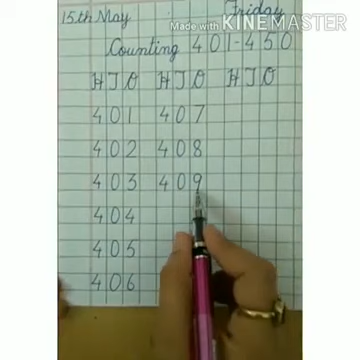 15th May Friday
Made with KINEMASTER
Counting 401-450
H T O H T O H T O
401 407
402 408
403 409
404
405
406